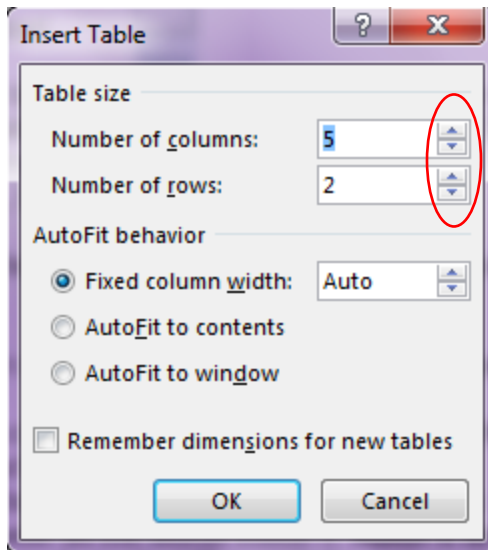 Insert Table
Table size
Number of columns: 5
Number of rows: 2
AutoFit behavior
Fixed column width: Auto
AutoFit to contents
AutoFit to window
Remember dimensions for new tables
OK Cancel